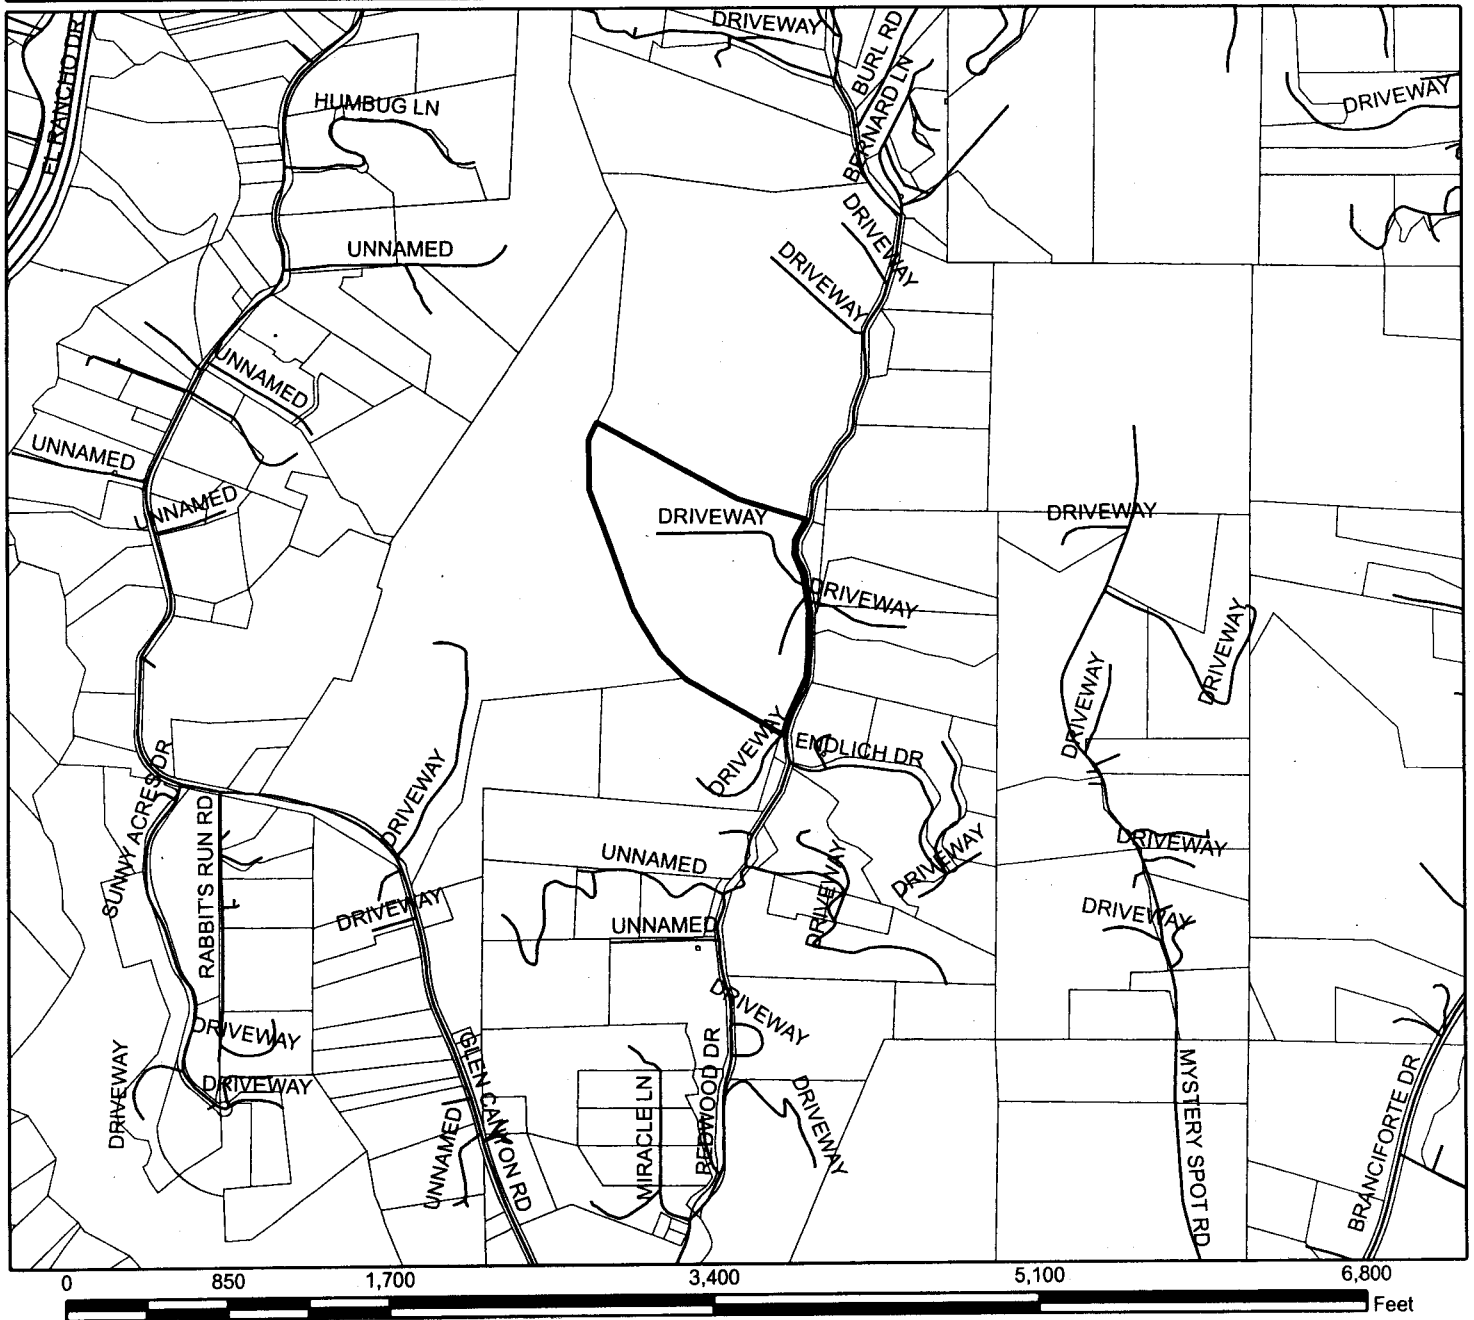 DRIVEWAY
BURL RD
EL RANCHO DR
BERNARD LN
HUMBUG LN
DRIVEWAY
UNNAMED
DRIVEWAY
DRIVEWAY
UNNAMED
UNNAMED
UNNAMED
DRIVEWAY
DRIVEWAY
DRIVEWAY
DRIVEWAY
DRIVEWAY
DRIVEWAY
ENDLICH DR
SUNNY ACRES DR
DRIVEWAY
DRIVEWAY
RABBITS RUN RD
UNNAMED
DRIVEWAY
DRIVEWAY
DRIVEWAY
DRIVEWAY
UNNAMED
DRIVEWAY
DRIVEWAY
DRIVEWAY
DRIVEWAY
DRIVEWAY
DRIVEWAY
GLEN CANYON RD
UNNAMED
MIRACLE LN
REDWOOD DR
DRIVEWAY
MYSTERY SPOT RD
BRANCIFORTE DR
0 850 1,700 3,400 5,100 6,800
Feet